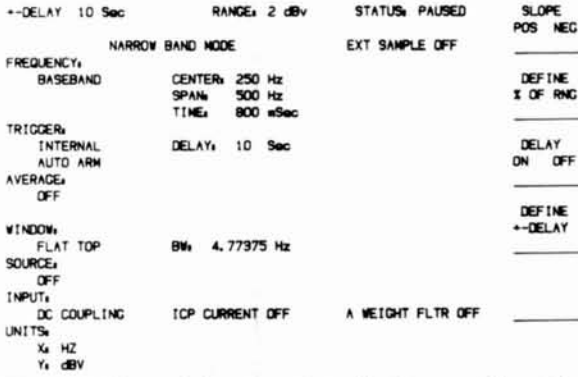 +-DELAY 10 Sec RANGE: 2 dBv STATUS: PAUSED
SLOPE
POS NEG
NARROW BAND MODE EXT SAMPLE OFF
FREQUENCY:
BASEBAND CENTER: 250 Hz
SPAN: 500 Hz
TIME: 800 mSec
DEFINE
% OF RNG
TRIGGER:
INTERNAL DELAY: 10 Sec
AUTO ARM
DELAY
ON OFF
AVERAGE:
OFF
DEFINE
+-DELAY
WINDOW:
FLAT TOP BW: 4.77375 Hz
SOURCE:
OFF
INPUT:
DC COUPLING ICP CURRENT OFF A WEIGHT FLTR OFF
UNITS:
X: HZ
Y: dBV